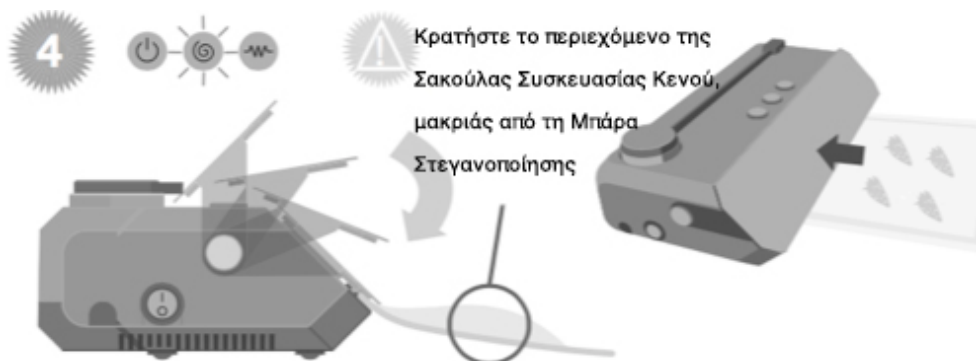 4
Κρατήστε το περιεχόμενο της
Σακούλας Συσκευασίας Κενού,
μακριάς από τη Μπάρα
Στεγανοποίησης